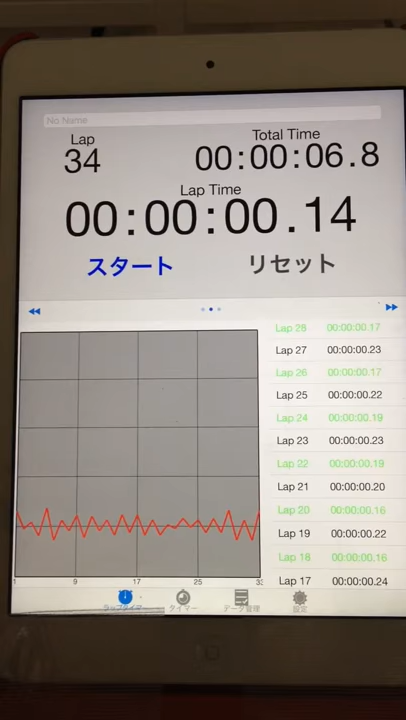 No Name
Lap
34
Total Time
00:00:06.8
Lap Time
00:00:00.14
スタート
リセット
Lap 28 00:00:00.17
Lap 27 00:00:00.23
Lap 26 00:00:00.17
Lap 25 00:00:00.22
Lap 24 00:00:00.19
Lap 23 00:00:00.23
Lap 22 00:00:00.19
Lap 21 00:00:00.20
Lap 20 00:00:00.16
Lap 19 00:00:00.22
Lap 18 00:00:00.16
Lap 17 00:00:00.24
1 9 17 25
タイマー
データ管理
設定